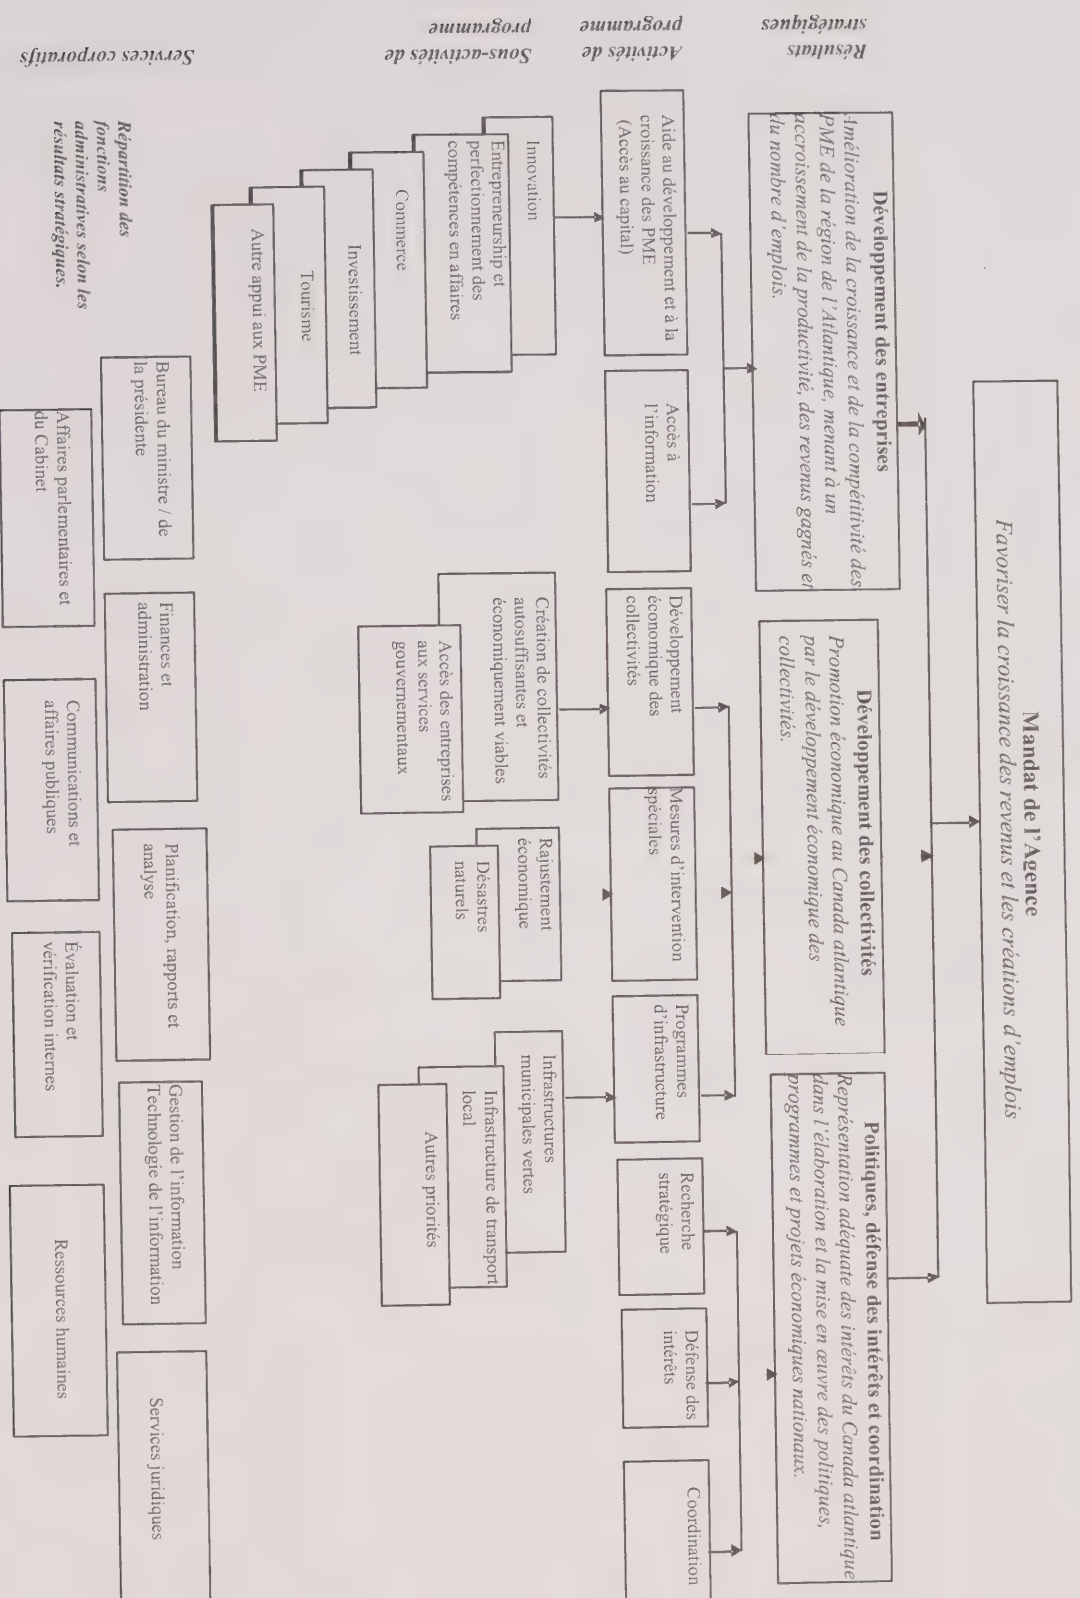 Mandat de l'Agence
Favoriser la croissance des revenus et les créations d'emplois
Résultats
stratégiques
Développement des entreprises
Amélioration de la croissance et de la compétitivité des
PME de la région de l'Atlantique, menant à un
accroissement de la productivité, des revenus gagnés et
du nombre d'emplois.
Développement des collectivités
Promotion économique au Canada atlantique
par le développement économique des
collectivités.
Politiques, défense des intérêts et coordination
Représentation adéquate des intérêts du Canada atlantique
dans l'élaboration et la mise en œuvre des politiques,
programmes et projets économiques nationaux.
Activités de
programme
Aide au développement et à la
croissance des PME
(Accès au capital)
Accès à
l'information
Développement
économique des
collectivités
Mesures d'intervention
spéciales
Programmes
d'infrastructure
Recherche
stratégique
Défense des
intérêts
Coordination
Sous-activités de
programme
Innovation
Entrepreneurship et
perfectionnement des
compétences en affaires
Commerce
Investissement
Tourisme
Autre appui aux PME
Création de collectivités
autosuffisantes et
économiquement viables
Accès des entreprises
aux services
gouvernementaux
Rajustement
économique
Désastres
naturels
Infrastructures
municipales vertes
Infrastructure de transport
local
Autres priorités
Services corporatifs
Répartition des
fonctions
administratives selon les
résultats stratégiques.
Bureau du ministre / de
la présidente
Finances et
administration
Planification, rapports et
analyse
Gestion de l'information
Technologie de l'information
Services juridiques
Affaires parlementaires et
du Cabinet
Communications et
affaires publiques
Évaluation et
vérification internes
Ressources humaines